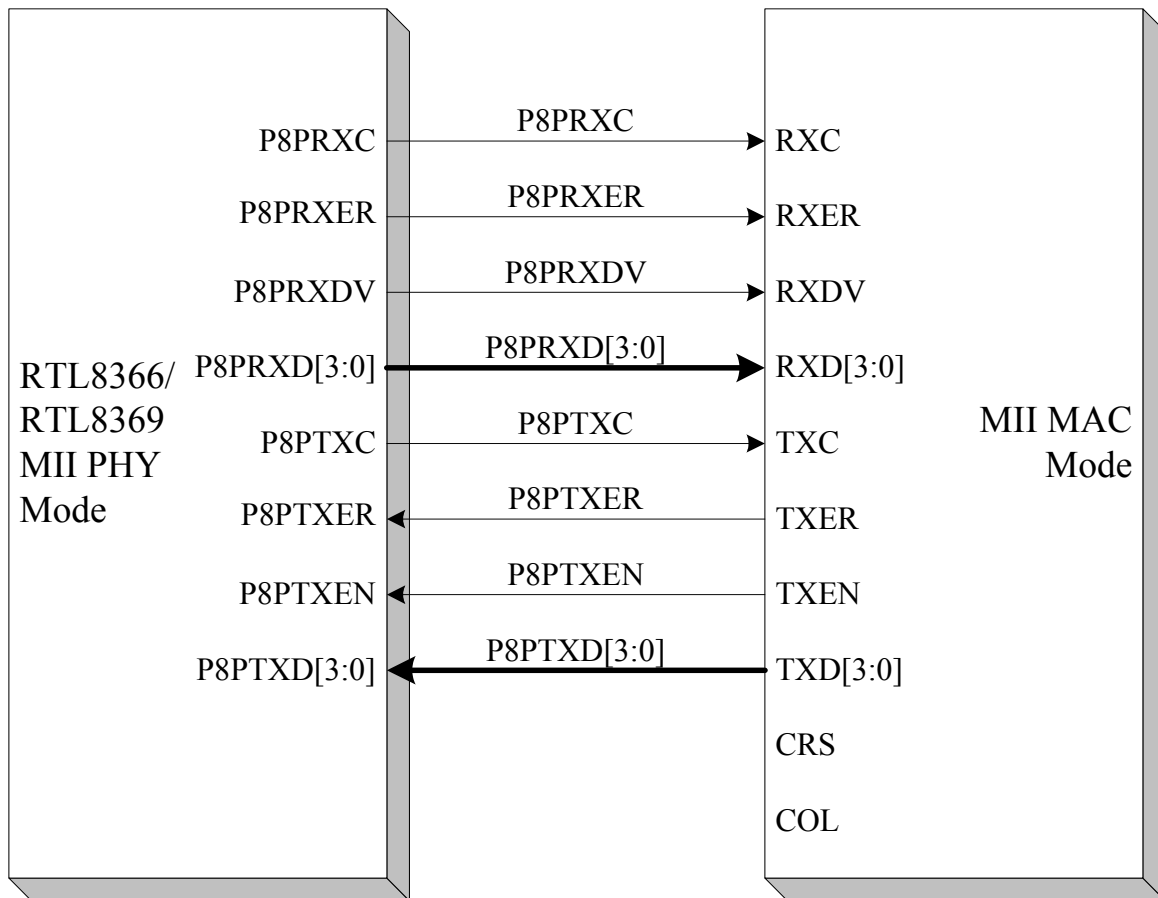 P8PRXC P8PRXC RXC
P8PRXER P8PRXER RXER
P8PRXDV P8PRXDV RXDV
P8PRXD[3:0] P8PRXD[3:0] RXD[3:0]
P8PTXC P8PTXC TXC
P8PTXER P8PTXER TXER
P8PTXEN P8PTXEN TXEN
P8PTXD[3:0] P8PTXD[3:0] TXD[3:0]
CRS
COL
RTL8366/
RTL8369
MII PHY
Mode
MII MAC
Mode